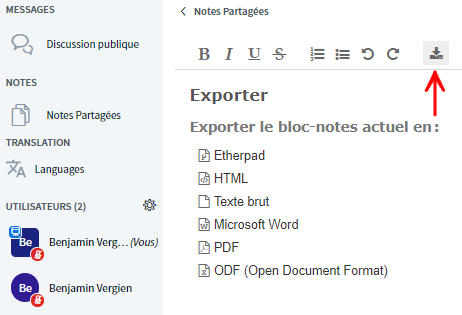 MESSAGES
Discussion publique
NOTES
Notes Partagées
TRANSLATION
Languages
UTILISATEURS (2)
Be
Benjamin Verg... (Vous)
Be
Benjamin Vergien
Notes Partagées
B I U S
Exporter
Exporter le bloc-notes actuel en :
Etherpad
HTML
Texte brut
Microsoft Word
PDF
ODF (Open Document Format)